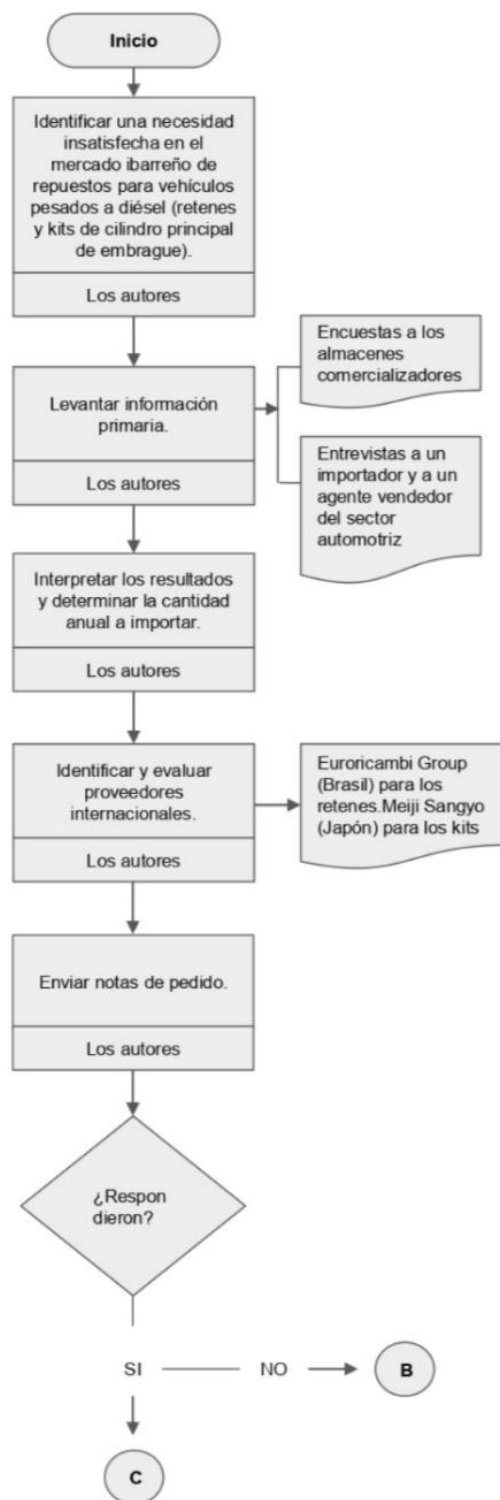 Inicio
Identificar una necesidad
insatisfecha en el
mercado ibarreño de
repuestos para vehículos
pesados a diésel (retenes
y kits de cilindro principal
de embrague).
Los autores
Levantar información
primaria.
Los autores
Encuestas a los
almacenes
comercializadores
Entrevistas a un
importador y a un
agente vendedor
del sector
automotriz
Interpretar los resultados
y determinar la cantidad
anual a importar.
Los autores
Identificar y evaluar
proveedores
internacionales.
Los autores
Euroricambi Group
(Brasil) para los
retenes.Meiji Sangyo
(Japón) para los kits
Enviar notas de pedido.
Los autores
¿Respon
dieron?
SI
NO
B
C